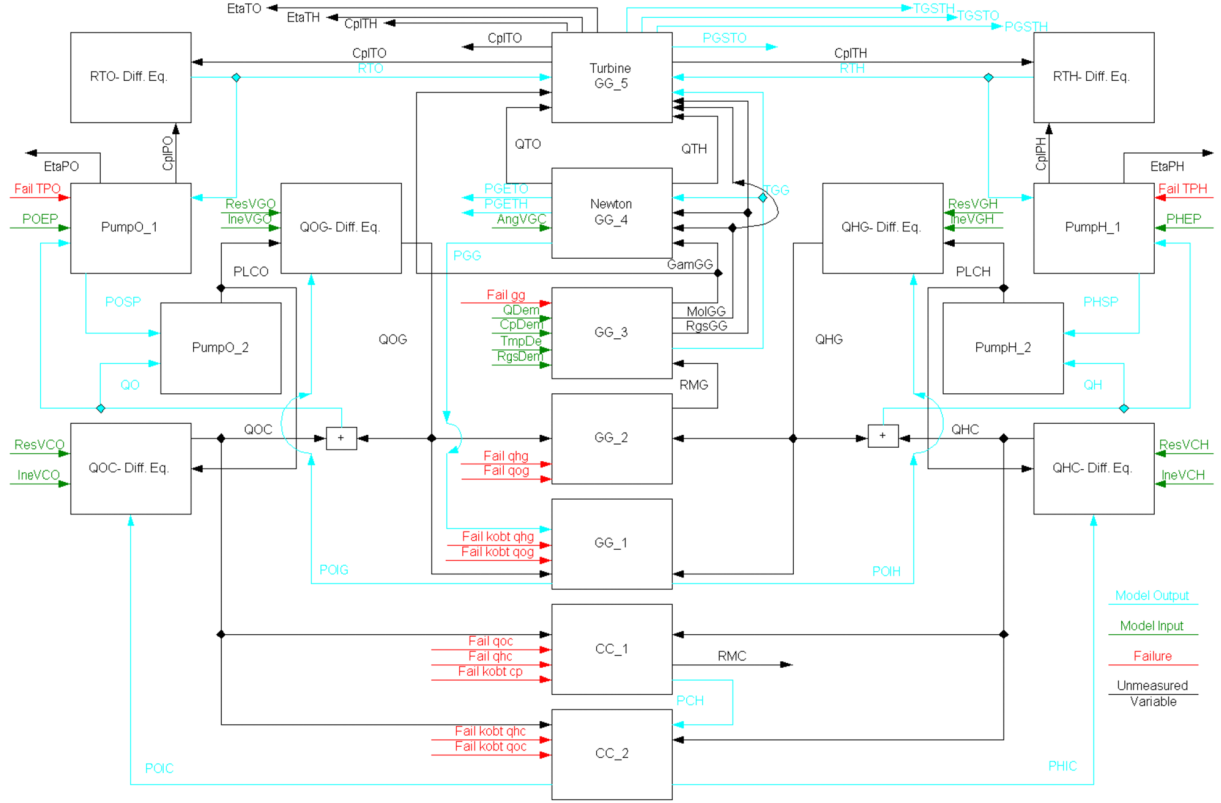 EtaTO
EtaTH
CplTH
CplTO
TGSTH
TGSTO
PGSTH
PGSTO
RTO- Diff. Eq.
CplTO
RTO
Turbine
GG_5
CplTH
RTH
RTH- Diff. Eq.
EtaPO
CplPO
QTO
QTH
CplPH
EtaPH
Fail TPO
POEP
PumpO_1
ResVGO
IneVGO
QOG- Diff. Eq.
PGETO
PGETH
AngVGC
Newton
GG_4
TGG
QHG- Diff. Eq.
ResVGH
IneVGH
PumpH_1
Fail TPH
PHEP
PLCO
PGG
GamGG
PLCH
POSP
PumpO_2
QO
QOG
Fail gg
QDem
CpDem
TmpDe
RgsDem
GG_3
MolGG
RgsGG
RMG
QHG
PumpH_2
PHSP
QH
ResVCO
IneVCO
QOC- Diff. Eq.
QOC
+
Fail qhg
Fail qog
GG_2
+
QHC
QHC- Diff. Eq.
ResVCH
IneVCH
Fail kobt qhg
Fail kobt qog
GG_1
POIG
POIH
Fail qoc
Fail qhc
Fail kobt cp
CC_1
RMC
PCH
Fail kobt qhc
Fail kobt qoc
CC_2
POIC
PHIC
Model Output
Model Input
Failure
Unmeasured
Variable